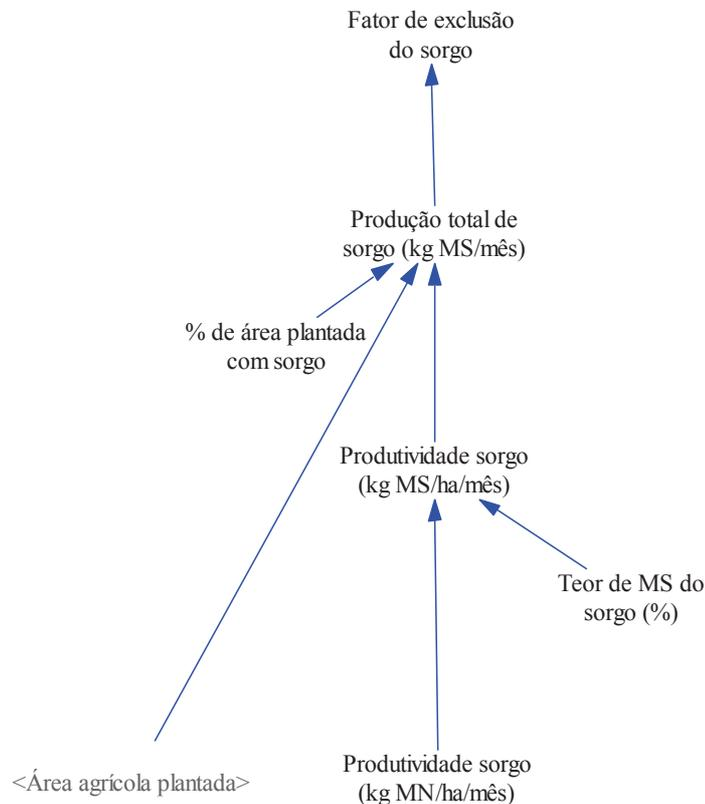 Fator de exclusão
do sorgo
Produção total de
sorgo (kg MS/mês)
% de área plantada
com sorgo
Produtividade sorgo
(kg MS/ha/mês)
Teor de MS do
sorgo (%)
<Área agrícola plantada>
Produtividade sorgo
(kg MN/ha/mês)